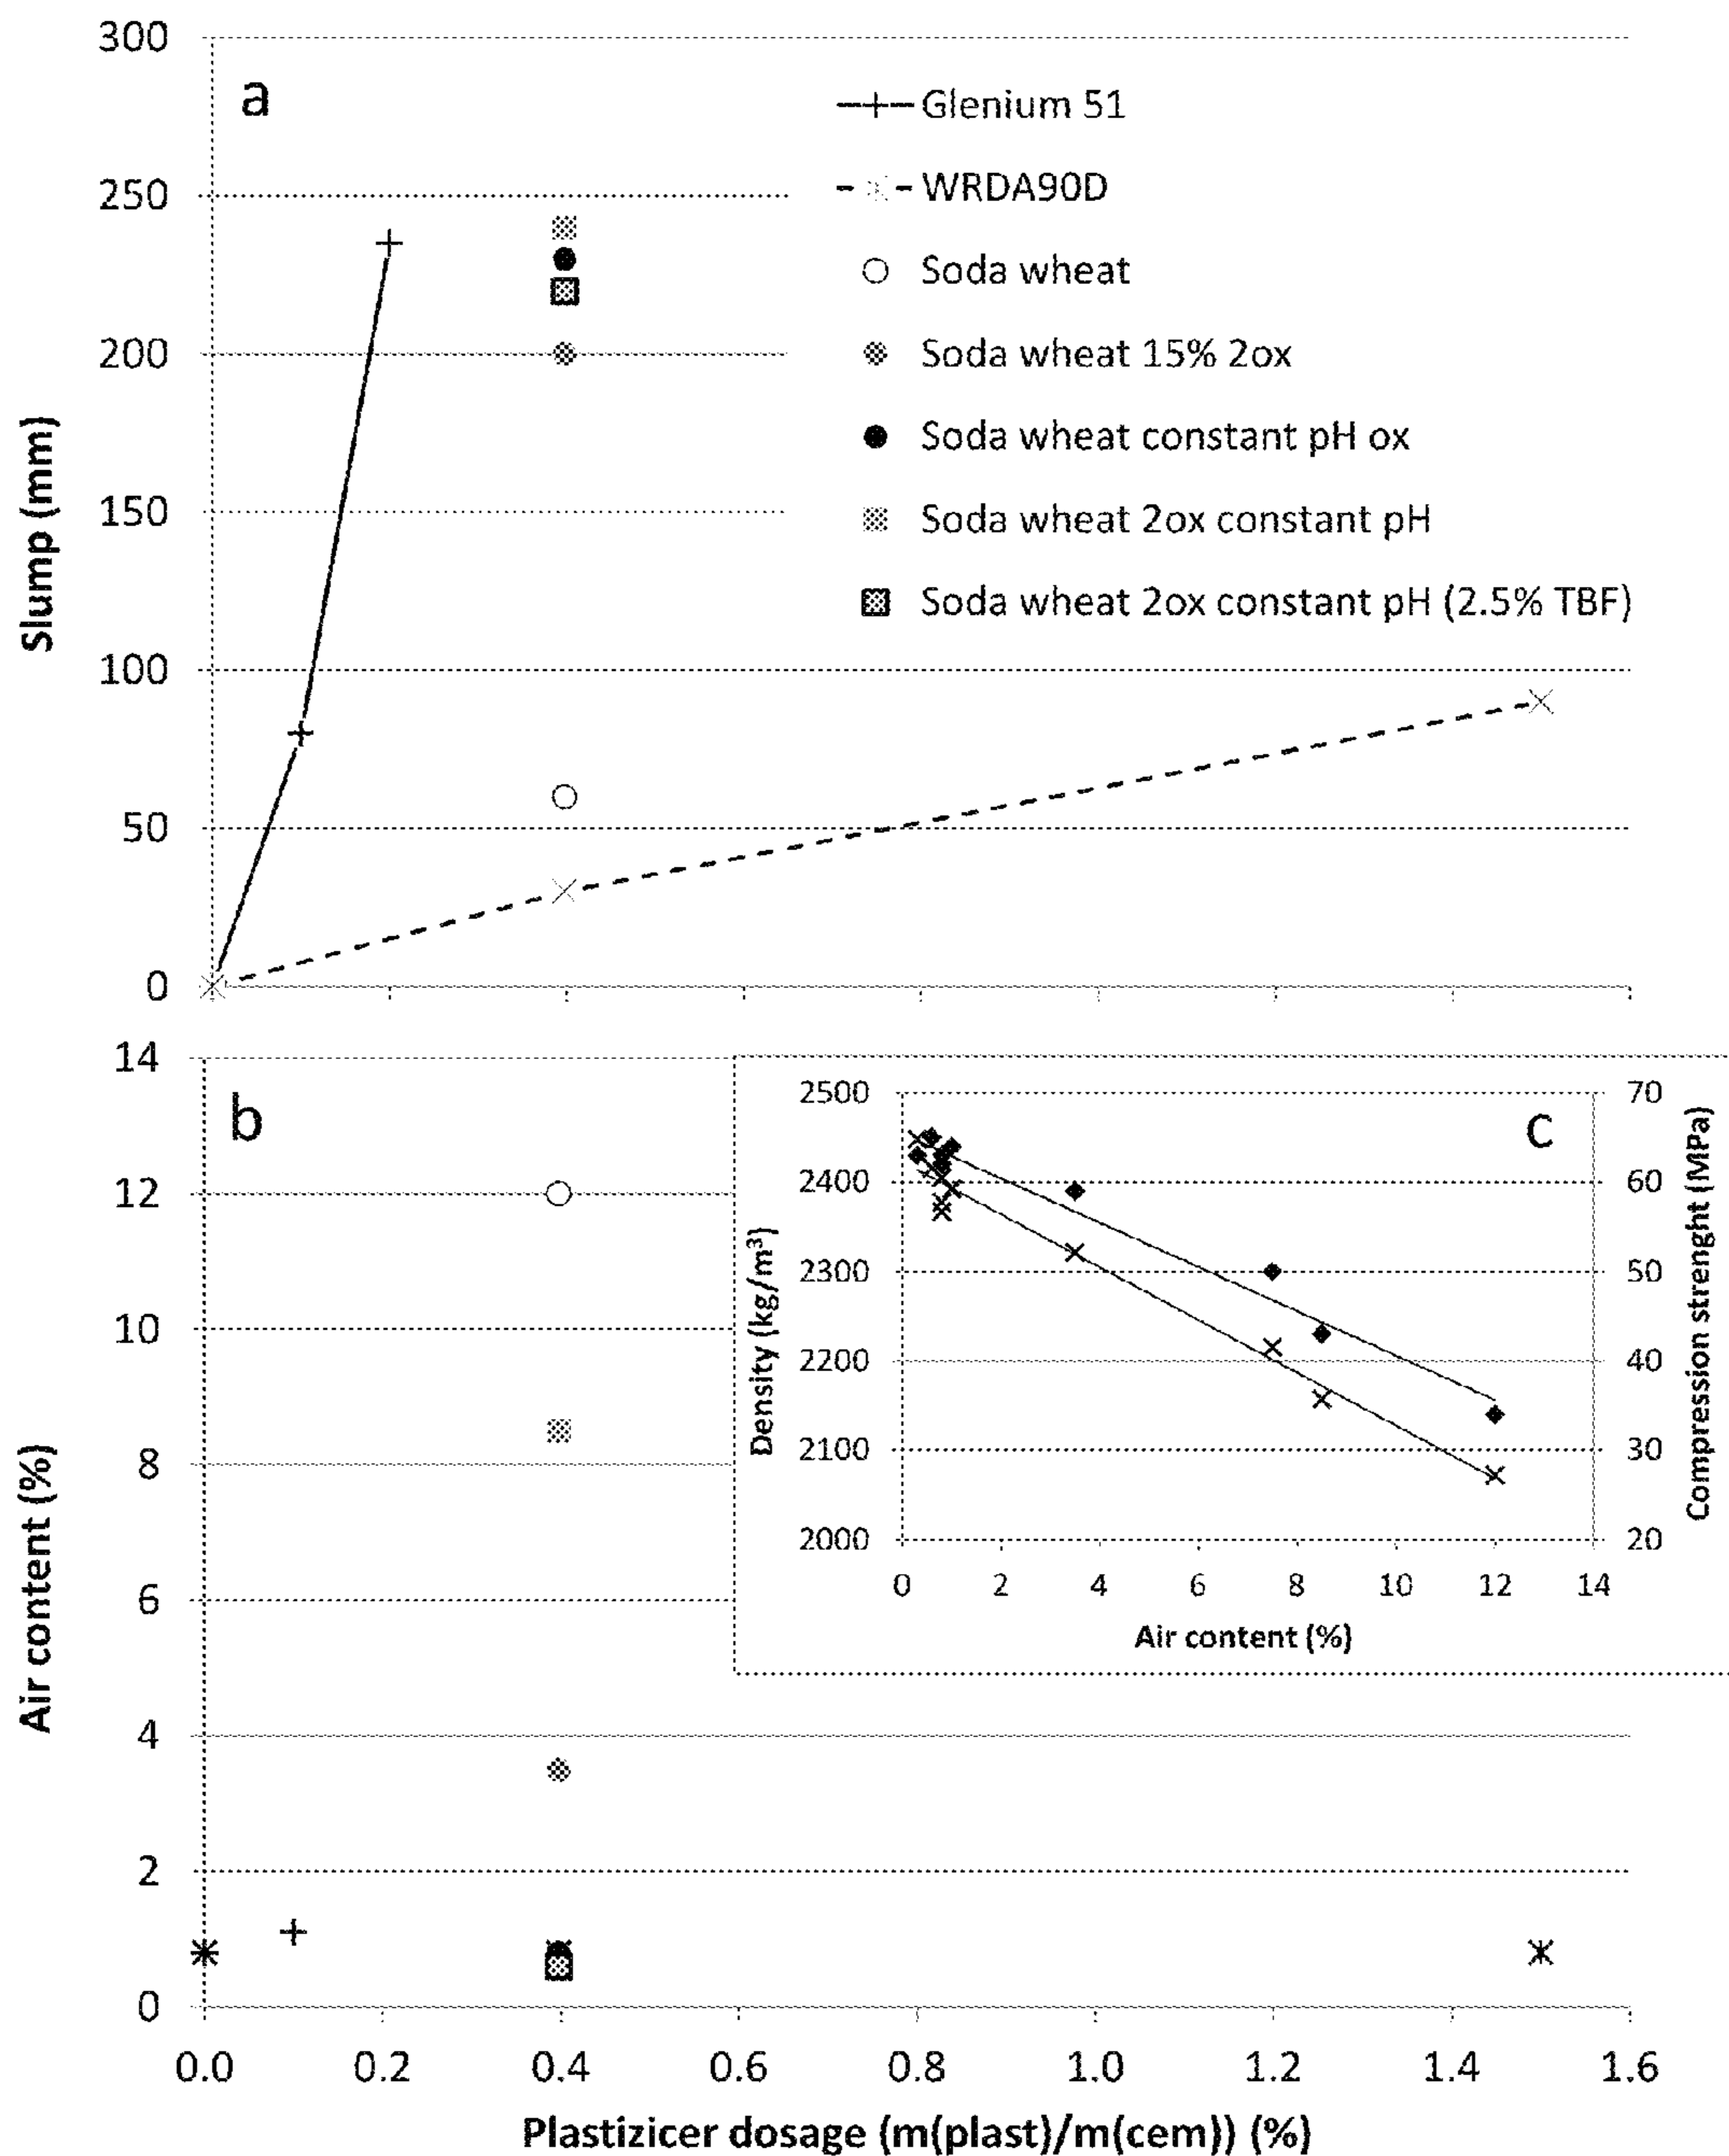 300
a
Glenium 51
WRDA90D
250
Soda wheat
Soda wheat 15% 2ox
200
Soda wheat constant pH ox
150
Soda wheat 2ox constant pH
Soda wheat 2ox constant pH (2.5% TBF)
100
50
0
Slump (mm)
14
b
12
10
8
6
4
2
0
Air content (%)
c
2500
2400
2300
2200
2100
2000
Density (kg/m³)
70
60
50
40
30
20
Compression strenght (MPa)
0 2 4 6 8 10 12 14
Air content (%)
0.0 0.2 0.4 0.6 0.8 1.0 1.2 1.4 1.6
Plastizicer dosage (m(plast)/m(cem)) (%)